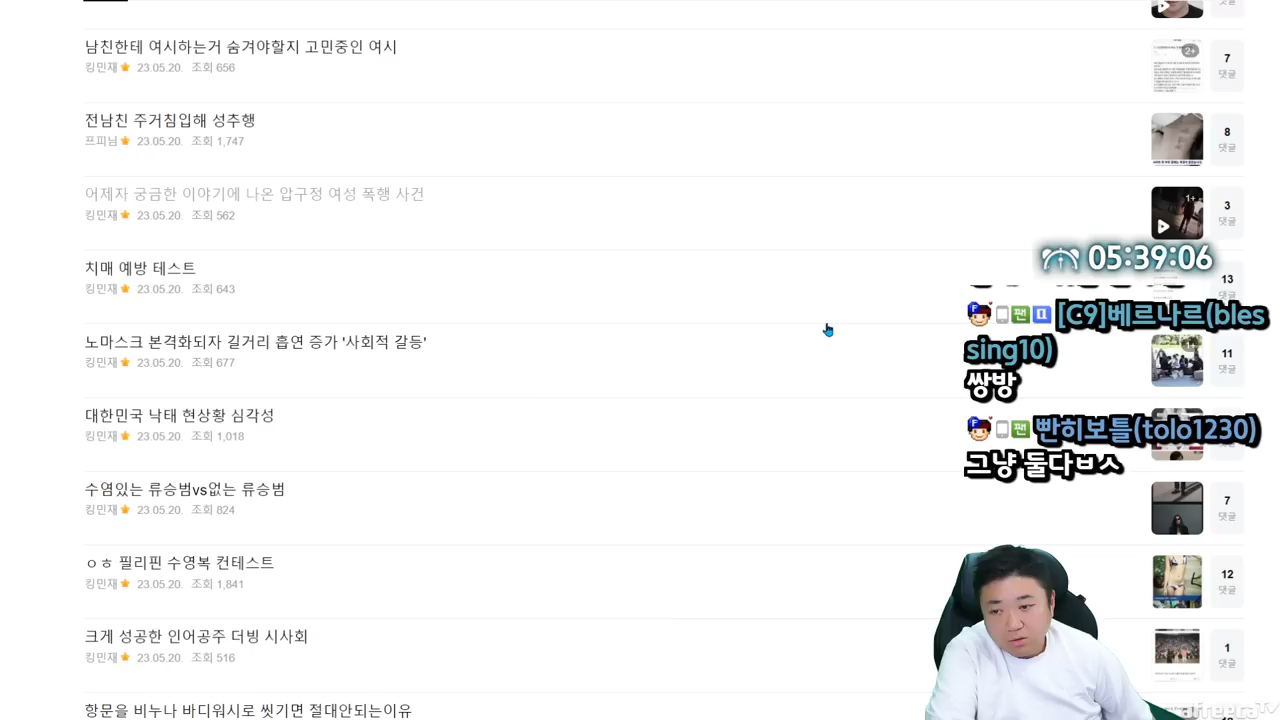 남친한테 여시하는거 숨겨야할지 고민중인 여시
킹민재 23.05.20. 조회 656
2+
7
댓글
전남친 주거침입해 성추행
프피님 23.05.20. 조회 1,747
8
댓글
어제자 궁금한 이야기에 나온 압구정 여성 폭행 사건
킹민재 23.05.20. 조회 562
1+
3
댓글
05:39:06
치매 예방 테스트
킹민재 23.05.20. 조회 643
13
댓글
[C9]베르나르(bles
sing10)
쌍방
노마스크 본격화되자 길거리 흡연 증가 '사회적 갈등'
킹민재 23.05.20. 조회 677
11
댓글
대한민국 낙태 현상황 심각성
킹민재 23.05.20. 조회 1,018
빤히보틀(tolo1230)
그냥 둘다ㅂㅅ
수염있는 류승범vs없는 류승범
킹민재 23.05.20. 조회 824
7
댓글
ㅇㅎ 필리핀 수영복 컨테스트
킹민재 23.05.20. 조회 1,841
12
댓글
크게 성공한 인어공주 더빙 시사회
킹민재 23.05.20. 조회 516
1
댓글
항문을 비누나 바디워시로 씻기면 절대안되는이유
afreecaTV